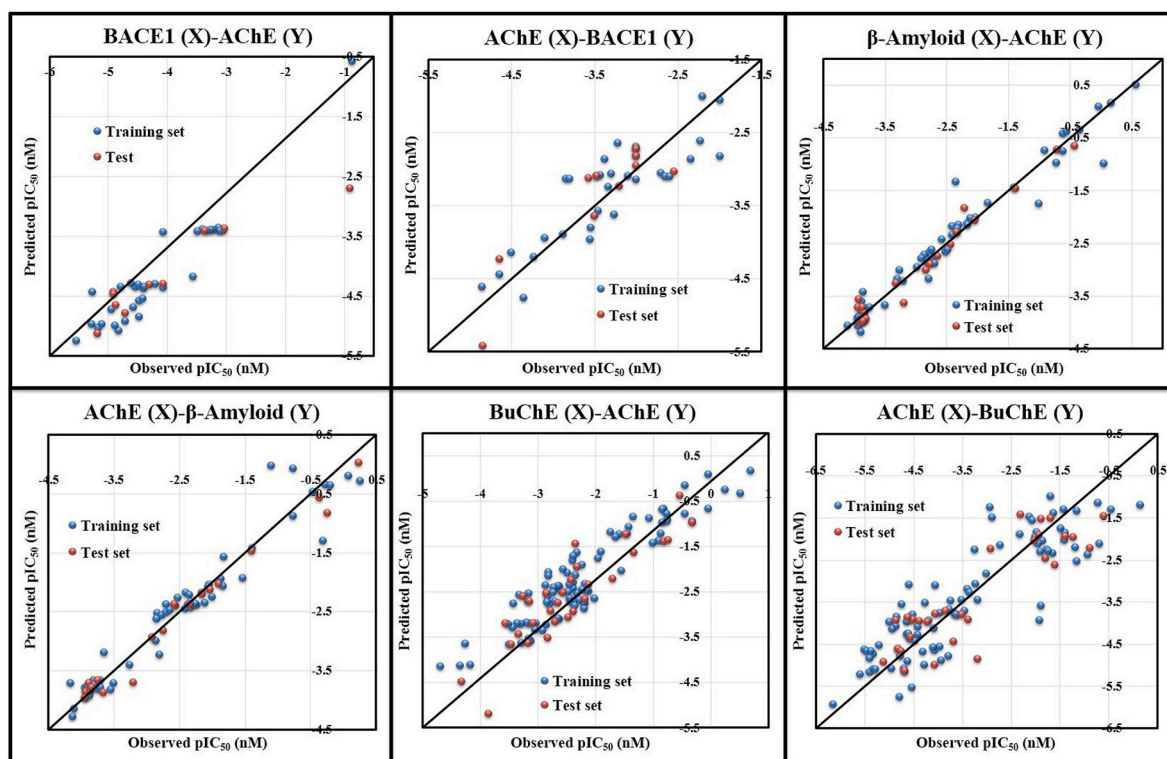 BACE1 (X)-AChE (Y)
-6 -5 -4 -3 -2 -1 0.5
-0.5
-1.5
-2.5
-3.5
-4.5
-5.5
Training set
Test
Predicted pIC50 (nM)
Observed pIC50 (nM)
AChE (X)-BACE1 (Y)
-5.5 -4.5 -3.5 -2.5 -1.5
-1.5
-2.5
-3.5
-4.5
-5.5
Training set
Test set
Predicted pIC50 (nM)
Observed pIC50 (nM)
β-Amyloid (X)-AChE (Y)
-4.5 -3.5 -2.5 -1.5 -0.5 0.5
0.5
-0.5
-1.5
-2.5
-3.5
-4.5
Training set
Test set
Predicted pIC50 (nM)
Observed pIC50 (nM)
AChE (X)-β-Amyloid (Y)
-4.5 -3.5 -2.5 -1.5 -0.5 0.5
0.5
-0.5
-1.5
-2.5
-3.5
-4.5
Training set
Test set
Predicted pIC50 (nM)
Observed pIC50 (nM)
BuChE (X)-AChE (Y)
-5 -4 -3 -2 -1 0 1
0.5
-0.5
-1.5
-2.5
-3.5
-4.5
-5.5
Training set
Test set
Predicted pIC50 (nM)
Observed pIC50 (nM)
AChE (X)-BuChE (Y)
-6.5 -5.5 -4.5 -3.5 -2.5 -1.5 -0.5
-0.5
-1.5
-2.5
-3.5
-4.5
-5.5
-6.5
Training set
Test set
Predicted pIC50 (nM)
Observed pIC50 (nM)